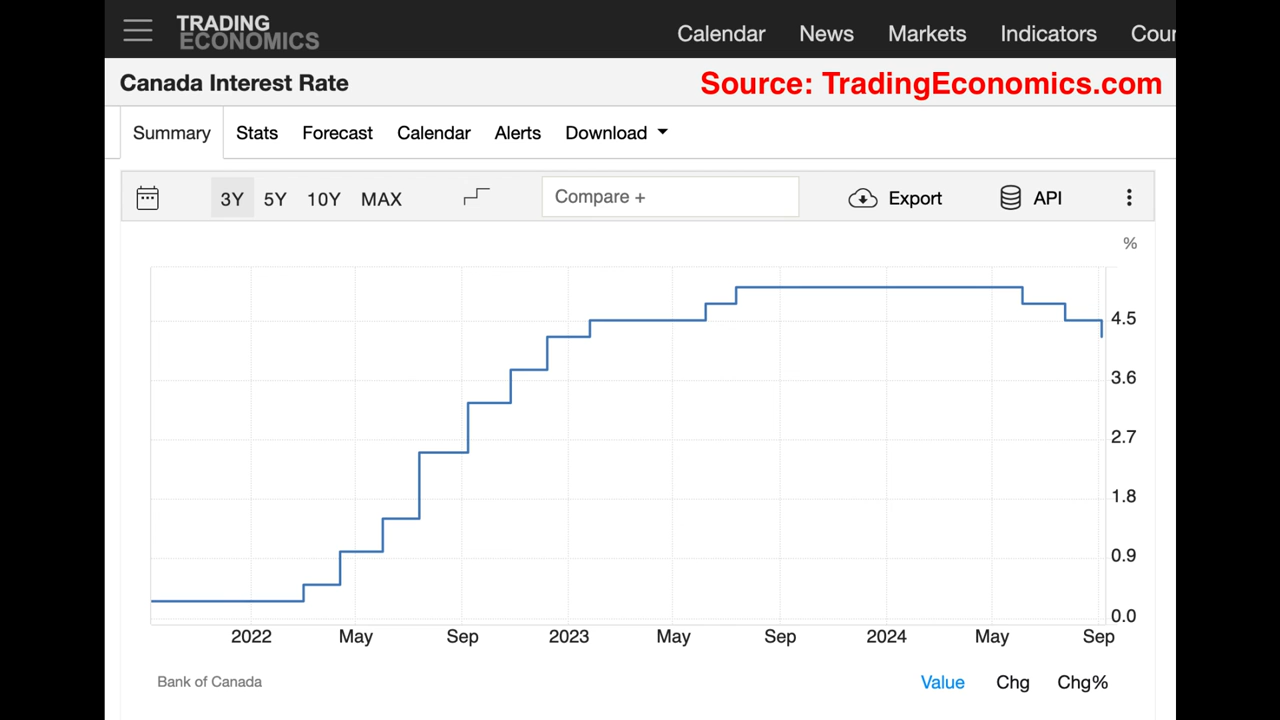 TRADING
ECONOMICS
Calendar News Markets Indicators Cour
Canada Interest Rate
Source: TradingEconomics.com
Summary Stats Forecast Calendar Alerts Download
3Y 5Y 10Y MAX Compare + Export API
%
4.5
3.6
2.7
1.8
0.9
0.0
2022 May Sep 2023 May Sep 2024 May Sep
Bank of Canada
Value Chg Chg%